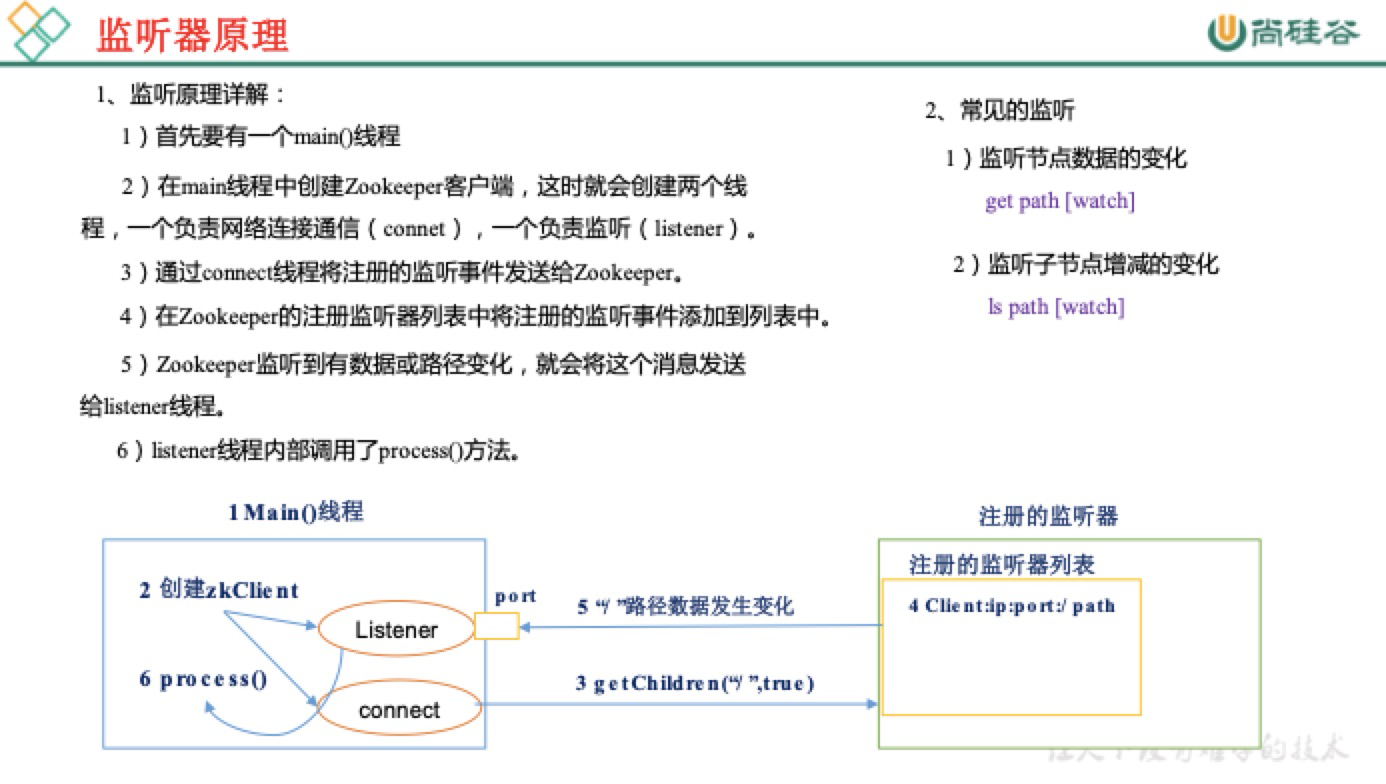 监听器原理
尚硅谷
1、监听原理详解：
1）首先要有一个main()线程
2）在main线程中创建Zookeeper客户端，这时就会创建两个线
程，一个负责网络连接通信（connet），一个负责监听（listener）。
3）通过connect线程将注册的监听事件发送给Zookeeper。
4）在Zookeeper的注册监听器列表中将注册的监听事件添加到列表中。
5）Zookeeper监听到有数据或路径变化，就会将这个消息发送
给listener线程。
6）listener线程内部调用了process()方法。
2、常见的监听
1）监听节点数据的变化
get path [watch]
2）监听子节点增减的变化
ls path [watch]
1 Main()线程
2 创建zkClient
Listener
6 process()
connect
port
5 “/ ”路径数据发生变化
3 getChildren(“/ ”,true)
注册的监听器
注册的监听器列表
4 Client:ip:port:/ path
的技术